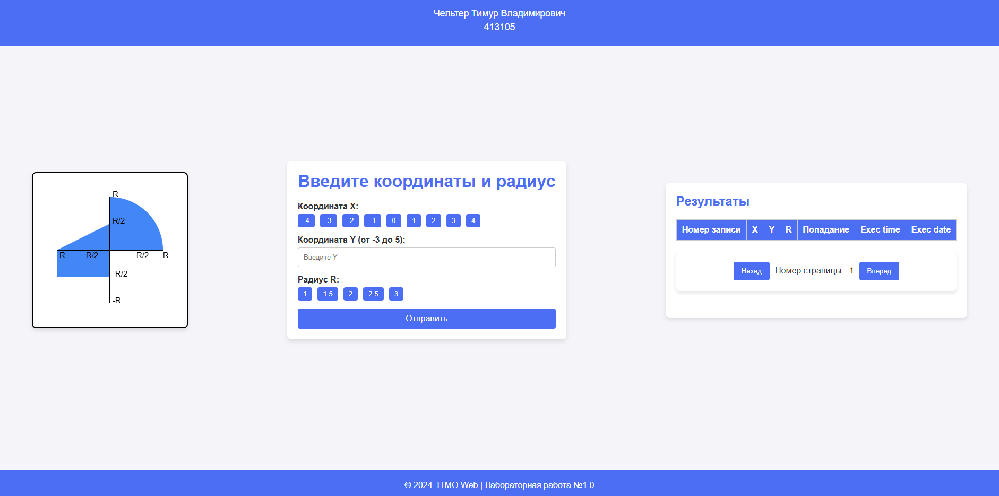 Чельтер Тимур Владимирович
413105
R
R/2
-R -R/2 R/2 R
-R/2
-R
Введите координаты и радиус
Координата X:
-4 -3 -2 -1 0 1 2 3 4
Координата Y (от -3 до 5):
Введите Y
Радиус R:
1 1.5 2 2.5 3
Отправить
Результаты
Номер записи X Y R Попадание Exec time Exec date
Назад Номер страницы: 1 Вперед
© 2024. ITMO Web | Лабораторная работа №1.0